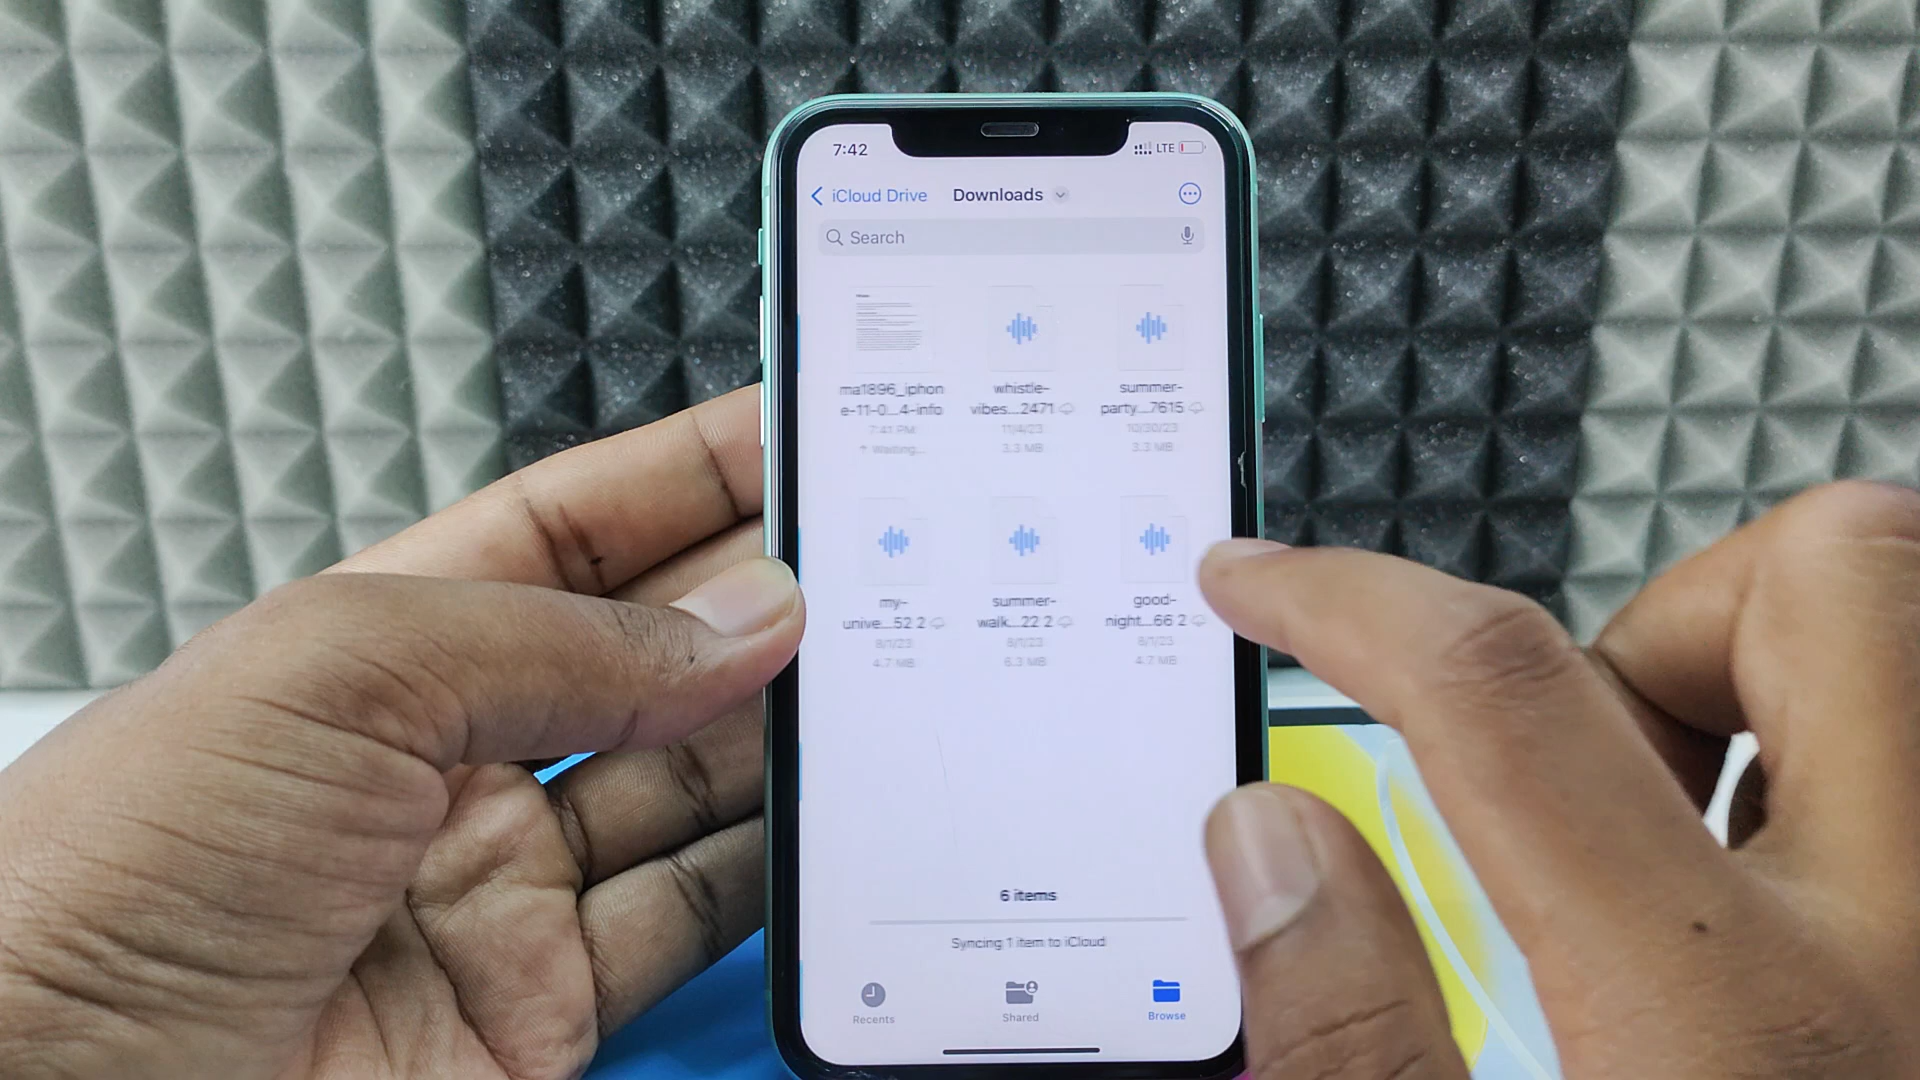 7:42
LTE
iCloud Drive
Downloads
Search
ma1896_iphon
e-11-0...4-info
7:41 PM
Waiting...
whistle-
vibes...2471
11/4/23
3.3 MB
summer-
party...7615
10/30/23
3.3 MB
my-
unive...52 2
8/1/23
4.7 MB
summer-
walk...22 2
8/1/23
6.3 MB
good-
night...66 2
8/1/23
4.7 MB
6 items
Syncing 1 item to iCloud
Recents
Shared
Browse